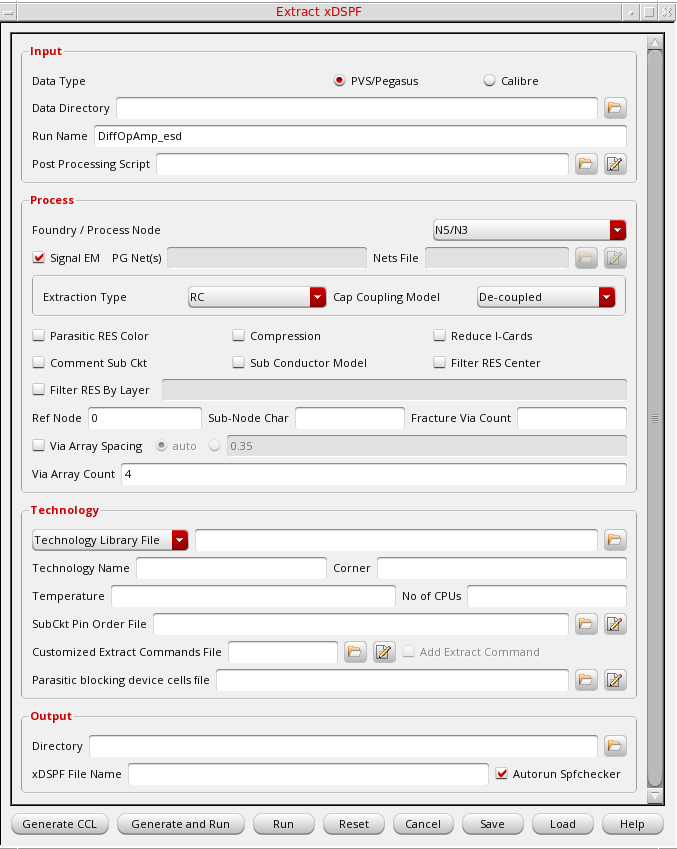 Extract xDSPF
Input
Data Type PVS/Pegasus Calibre
Data Directory
Run Name DiffOpAmp_esd
Post Processing Script
Process
Foundry / Process Node N5/N3
Signal EM PG Net(s) Nets File
Extraction Type RC Cap Coupling Model De-coupled
Parasitic RES Color Compression Reduce I-Cards
Comment Sub Ckt Sub Conductor Model Filter RES Center
Filter RES By Layer
Ref Node 0 Sub-Node Char Fracture Via Count
Via Array Spacing auto 0.35
Via Array Count 4
Technology
Technology Library File
Technology Name Corner
Temperature No of CPUs
SubCkt Pin Order File
Customized Extract Commands File Add Extract Command
Parasitic blocking device cells file
Output
Directory
xDSPF File Name Autorun Spfchecker
Generate CCL Generate and Run Run Reset Cancel Save Load Help